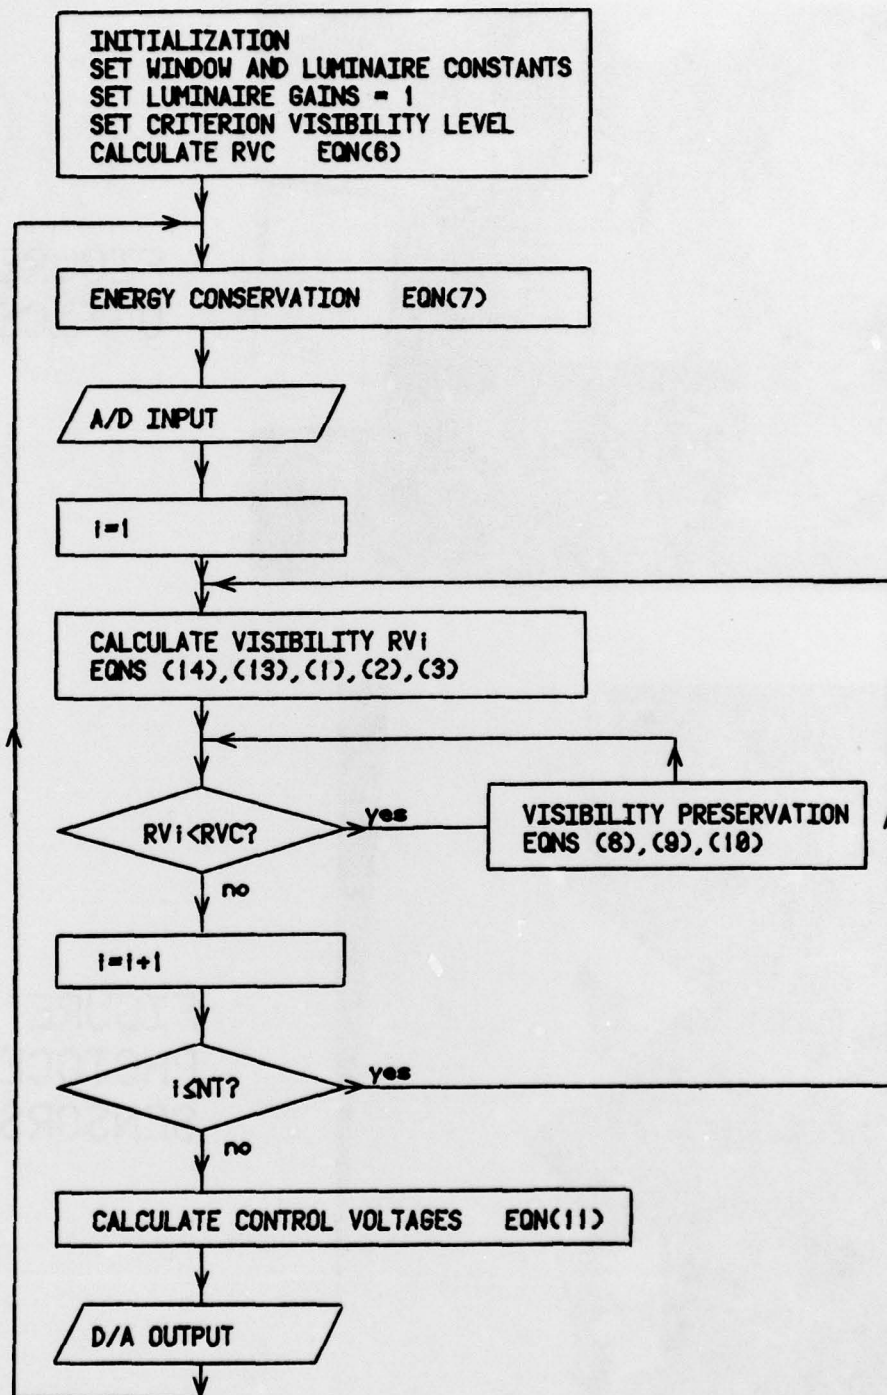 INITIALIZATION
SET WINDOW AND LUMINAIRE CONSTANTS
SET LUMINAIRE GAINS = 1
SET CRITERION VISIBILITY LEVEL
CALCULATE RVC EQN(6)
ENERGY CONSERVATION EQN(7)
A/D INPUT
i=1
CALCULATE VISIBILITY RVi
EQNS (14),(13),(1),(2),(3)
RVi<RVC?
yes
VISIBILITY PRESERVATION
EQNS (8),(9),(10)
no
i=i+1
i≤NT?
yes
no
CALCULATE CONTROL VOLTAGES EQN(11)
D/A OUTPUT